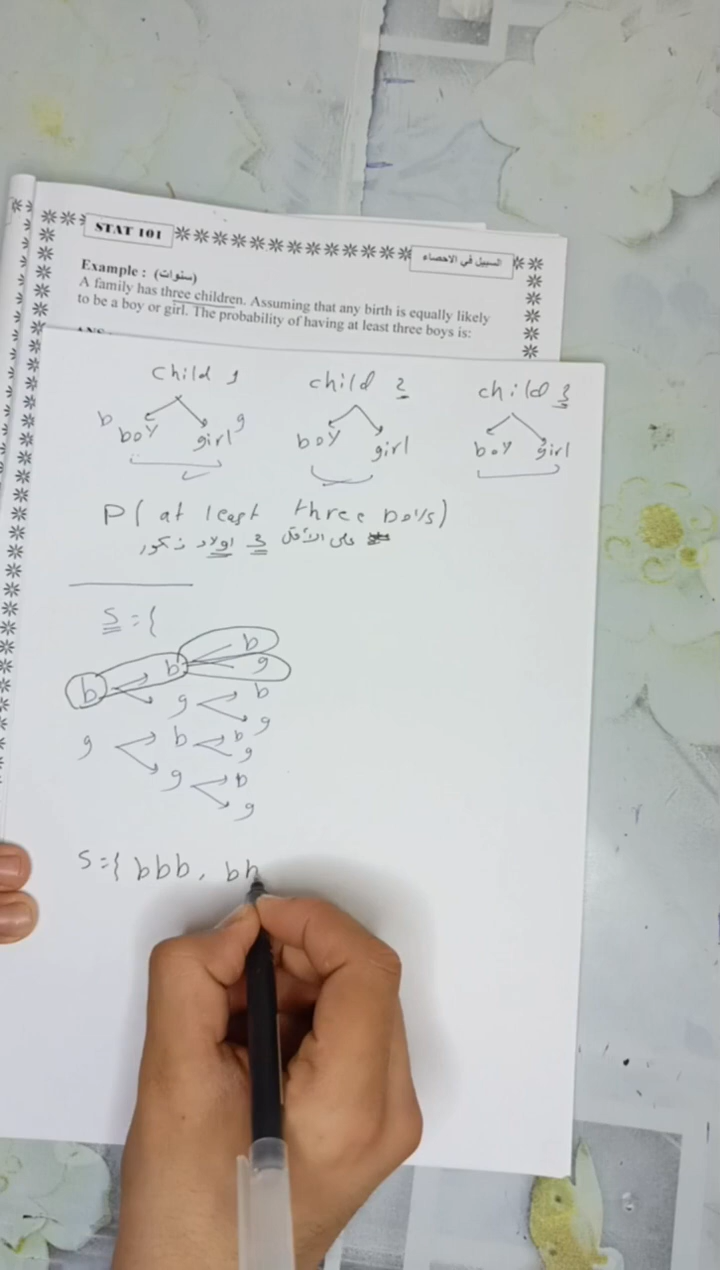 STAT 101
السبيل في الاحصاء
Example : (سنوات)
A family has three children. Assuming that any birth is equally likely
to be a boy or girl. The probability of having at least three boys is:
child 1 child 2 child 3
b boy girl g boy girl boy girl
P( at least three boys)
على الأقل 3 اولاد ذكور
S={
b
b b g
g b
g
g b b
g
g b
g
S={ bbb, bb